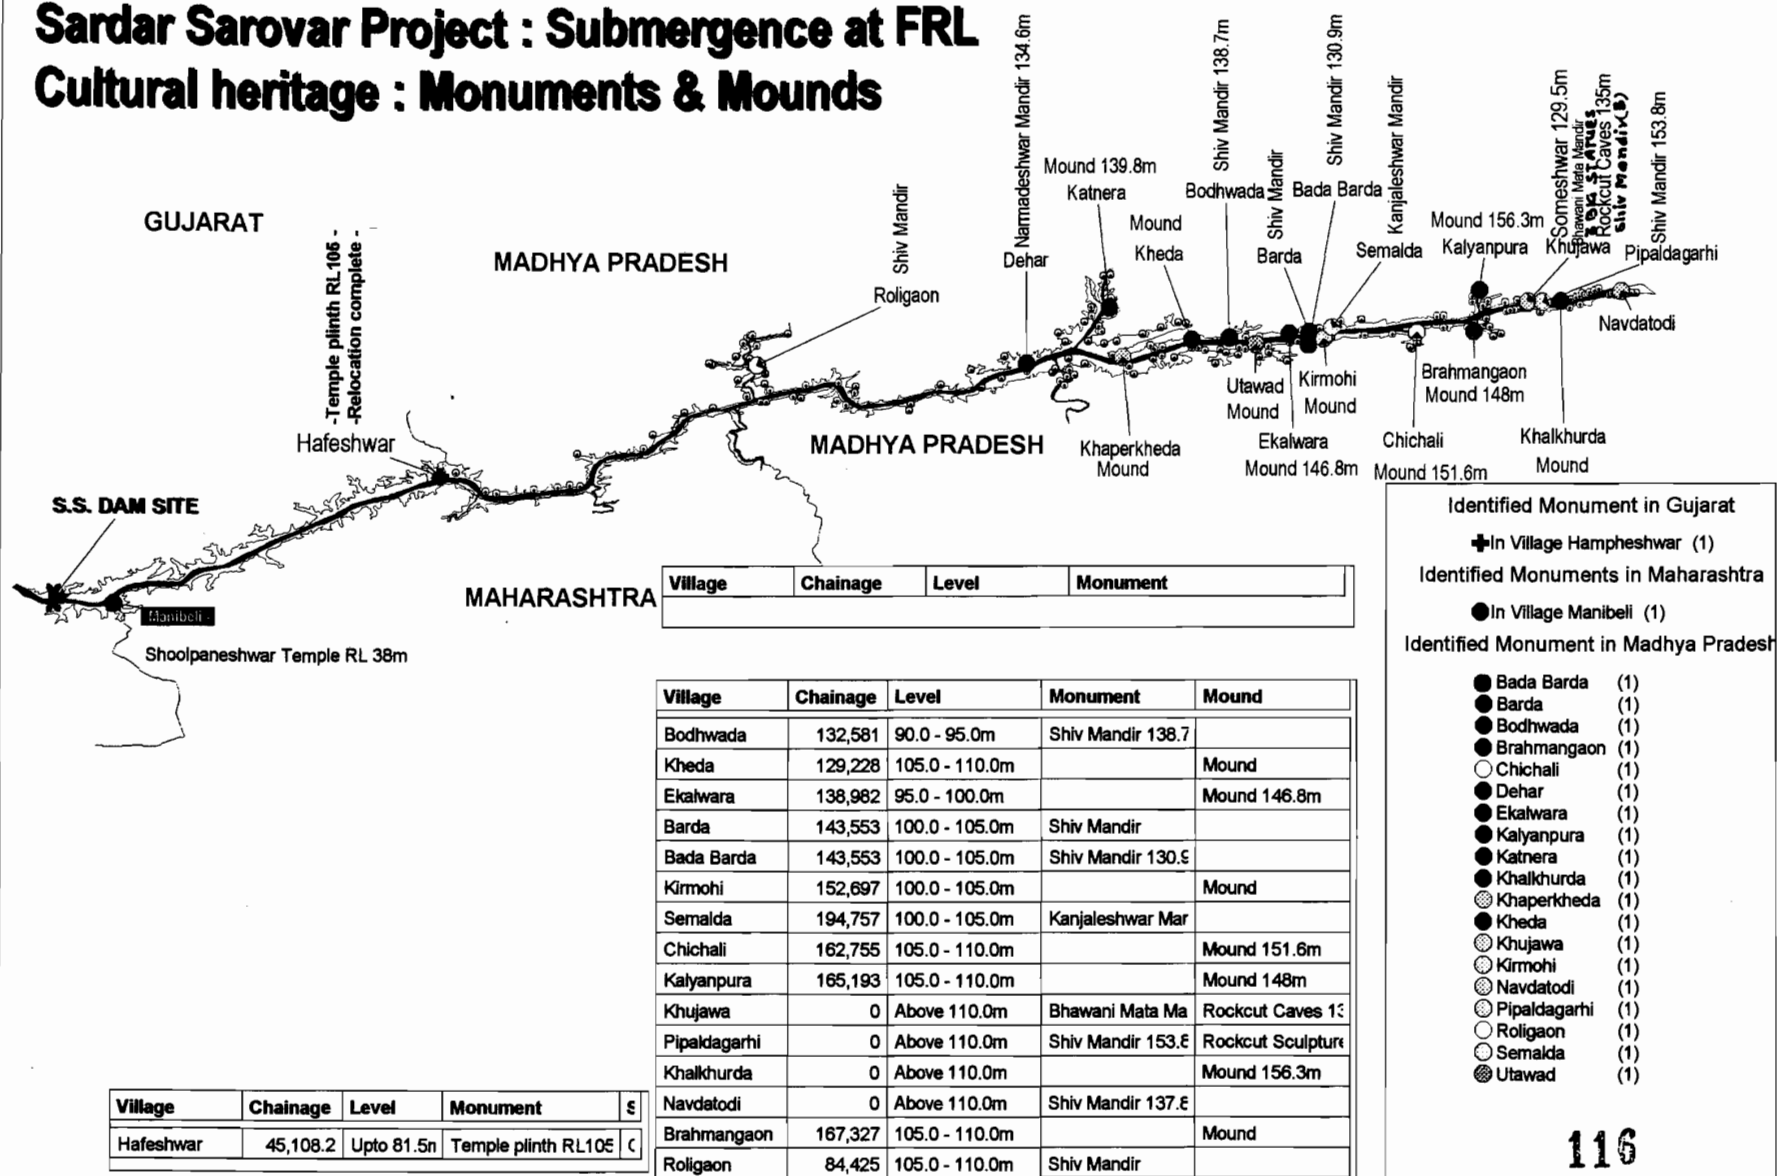 Sardar Sarovar Project : Submergence at FRL
Cultural heritage : Monuments & Mounds
GUJARAT
MADHYA PRADESH
-Temple plinth RL105 -
-Relocation complete -
Hafeshwar
S.S. DAM SITE
Manibeli
Shoolpaneshwar Temple RL 38m
MAHARASHTRA
MADHYA PRADESH
Shiv Mandir
Roligaon
Narmadeshwar Mandir 134.6m
Dehar
Mound 139.8m
Katnera
Mound
Kheda
Shiv Mandir 138.7m
Bodhwada
Shiv Mandir
Barda
Shiv Mandir 130.9m
Bada Barda
Kanjaleshwar Mandir
Semalda
Mound 156.3m
Kalyanpura
Someshwar 129.5m
Bhawani Mata Mandir
STATUES
Rockcut Caves 135m
Shiv Mandir(B)
Khujawa
Shiv Mandir 153.8m
Pipaldagarhi
Navdatodi
Khaperkheda
Mound
Utawad
Mound
Ekalwara
Mound 146.8m
Kirmohi
Mound
Chichali
Mound 151.6m
Brahmangaon
Mound 148m
Khalkhurda
Mound
Village Chainage Level Monument
Village Chainage Level Monument Mound
Bodhwada 132,581 90.0 - 95.0m Shiv Mandir 138.7
Kheda 129,228 105.0 - 110.0m Mound
Ekalwara 138,982 95.0 - 100.0m Mound 146.8m
Barda 143,553 100.0 - 105.0m Shiv Mandir
Bada Barda 143,553 100.0 - 105.0m Shiv Mandir 130.9
Kirmohi 152,697 100.0 - 105.0m Mound
Semalda 194,757 100.0 - 105.0m Kanjaleshwar Mar
Chichali 162,755 105.0 - 110.0m Mound 151.6m
Kalyanpura 165,193 105.0 - 110.0m Mound 148m
Khujawa 0 Above 110.0m Bhawani Mata Ma Rockcut Caves 13
Pipaldagarhi 0 Above 110.0m Shiv Mandir 153.8 Rockcut Sculpture
Khalkhurda 0 Above 110.0m Mound 156.3m
Navdatodi 0 Above 110.0m Shiv Mandir 137.8
Brahmangaon 167,327 105.0 - 110.0m Mound
Roligaon 84,425 105.0 - 110.0m Shiv Mandir
Village Chainage Level Monument S
Hafeshwar 45,108.2 Upto 81.5m Temple plinth RL105 C
Identified Monument in Gujarat
In Village Hampheshwar (1)
Identified Monuments in Maharashtra
In Village Manibeli (1)
Identified Monument in Madhya Pradesh
Bada Barda (1)
Barda (1)
Bodhwada (1)
Brahmangaon (1)
Chichali (1)
Dehar (1)
Ekalwara (1)
Kalyanpura (1)
Katnera (1)
Khalkhurda (1)
Khaperkheda (1)
Kheda (1)
Khujawa (1)
Kirmohi (1)
Navdatodi (1)
Pipaldagarhi (1)
Roligaon (1)
Semalda (1)
Utawad (1)
116